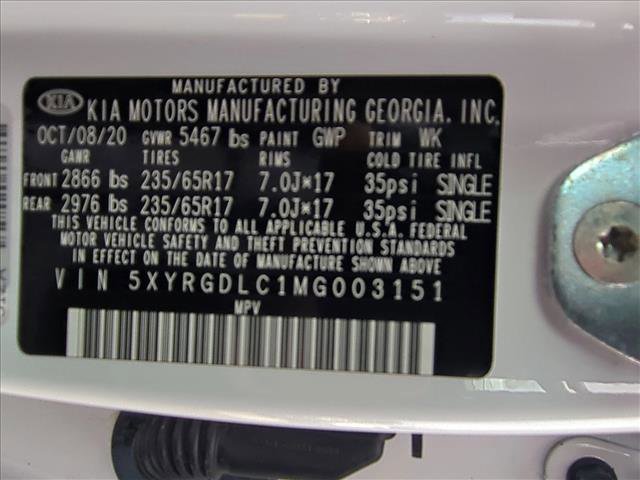 MANUFACTURED BY
KIA KIA MOTORS MANUFACTURING GEORGIA, INC.
OCT/08/20 GVWR 5467 lbs PAINT GWP TRIM WK
GAWR TIRES RIMS COLD TIRE INFL
FRONT 2866 lbs 235/65R17 7.0J×17 35psi SINGLE
REAR 2976 lbs 235/65R17 7.0J×17 35psi SINGLE
THIS VEHICLE CONFORMS TO ALL APPLICABLE U.S.A. FEDERAL
MOTOR VEHICLE SAFETY AND THEFT PREVENTION STANDARDS
IN EFFECT ON THE DATE OF MANUFACTURE SHOWN ABOVE.
VIN 5XYRGDLC1MG003151
MPV